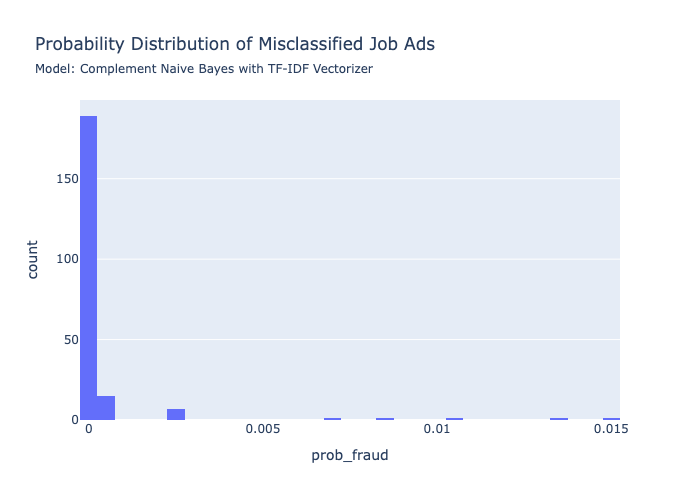 Probability Distribution of Misclassified Job Ads
Model: Complement Naive Bayes with TF-IDF Vectorizer
150
100
50
0
count
0 0.005 0.01 0.015
prob_fraud